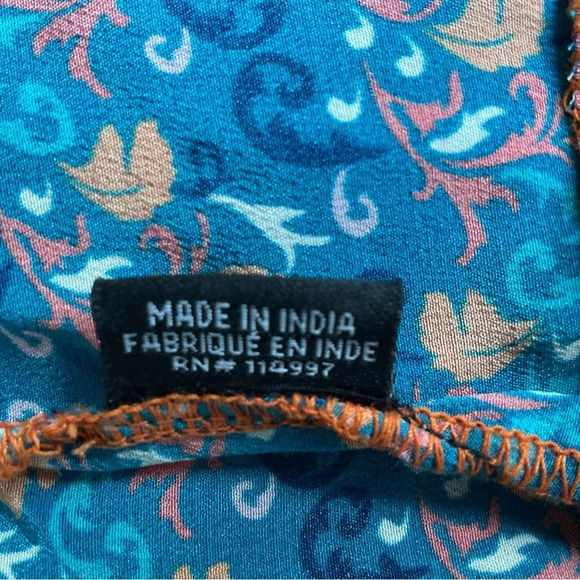 MADE IN INDIA
FABRIQUÉ EN INDE
RN# 114997